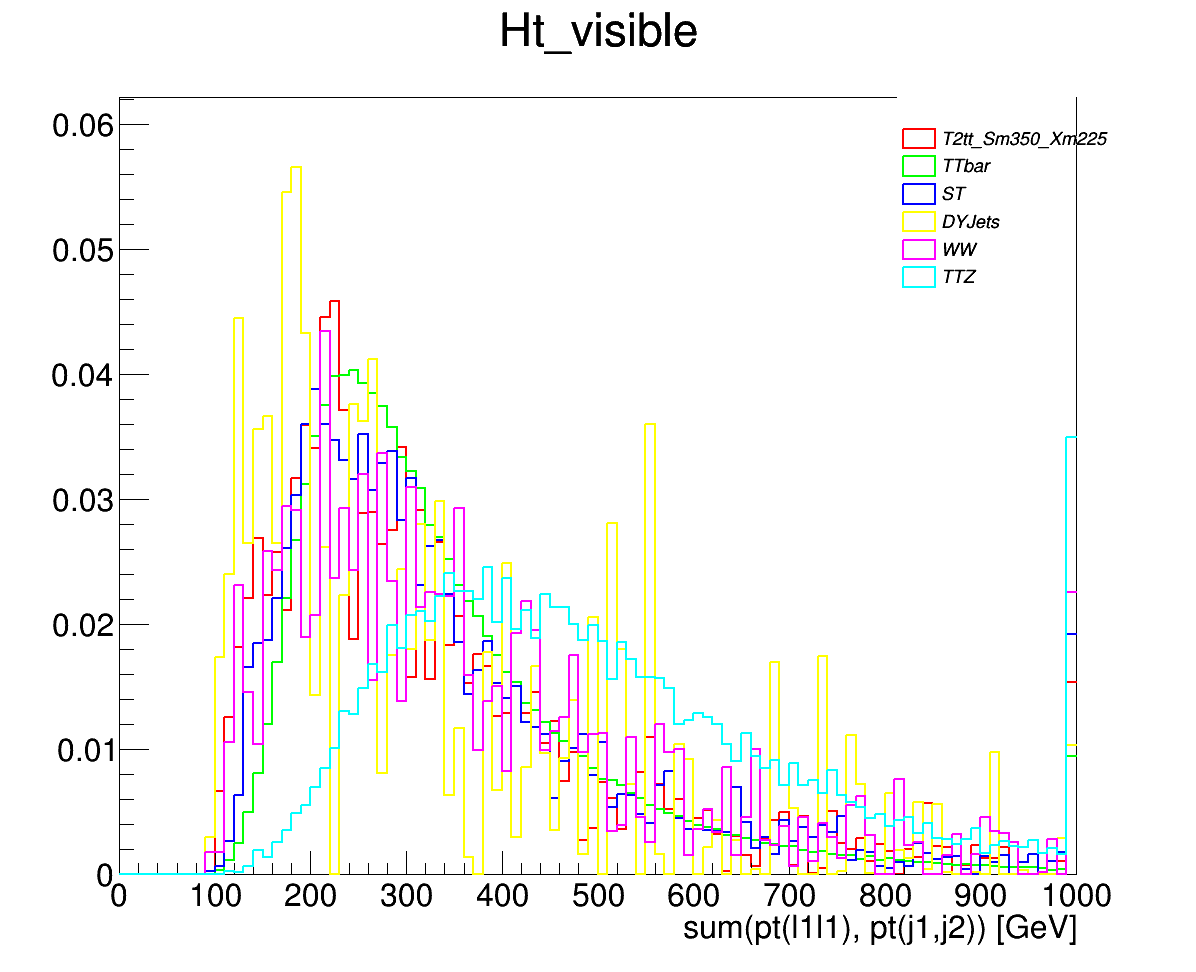 Ht_visible
0.06
0.05
0.04
0.03
0.02
0.01
0
T2tt_Sm350_Xm225
TTbar
ST
DYJets
WW
TTZ
0 100 200 300 400 500 600 700 800 900 1000
sum(pt(l1l1), pt(j1,j2)) [GeV]